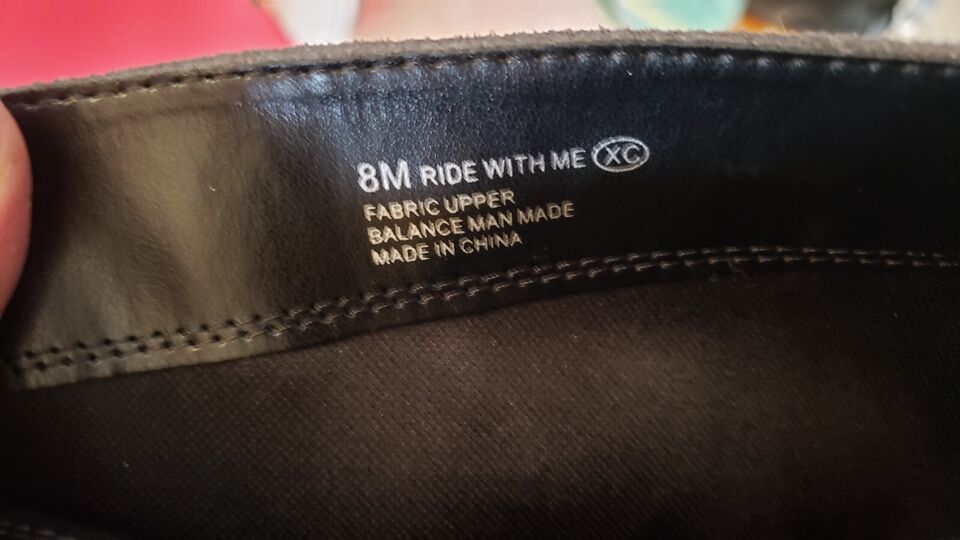 8M RIDE WITH ME XC
FABRIC UPPER
BALANCE MAN MADE
MADE IN CHINA